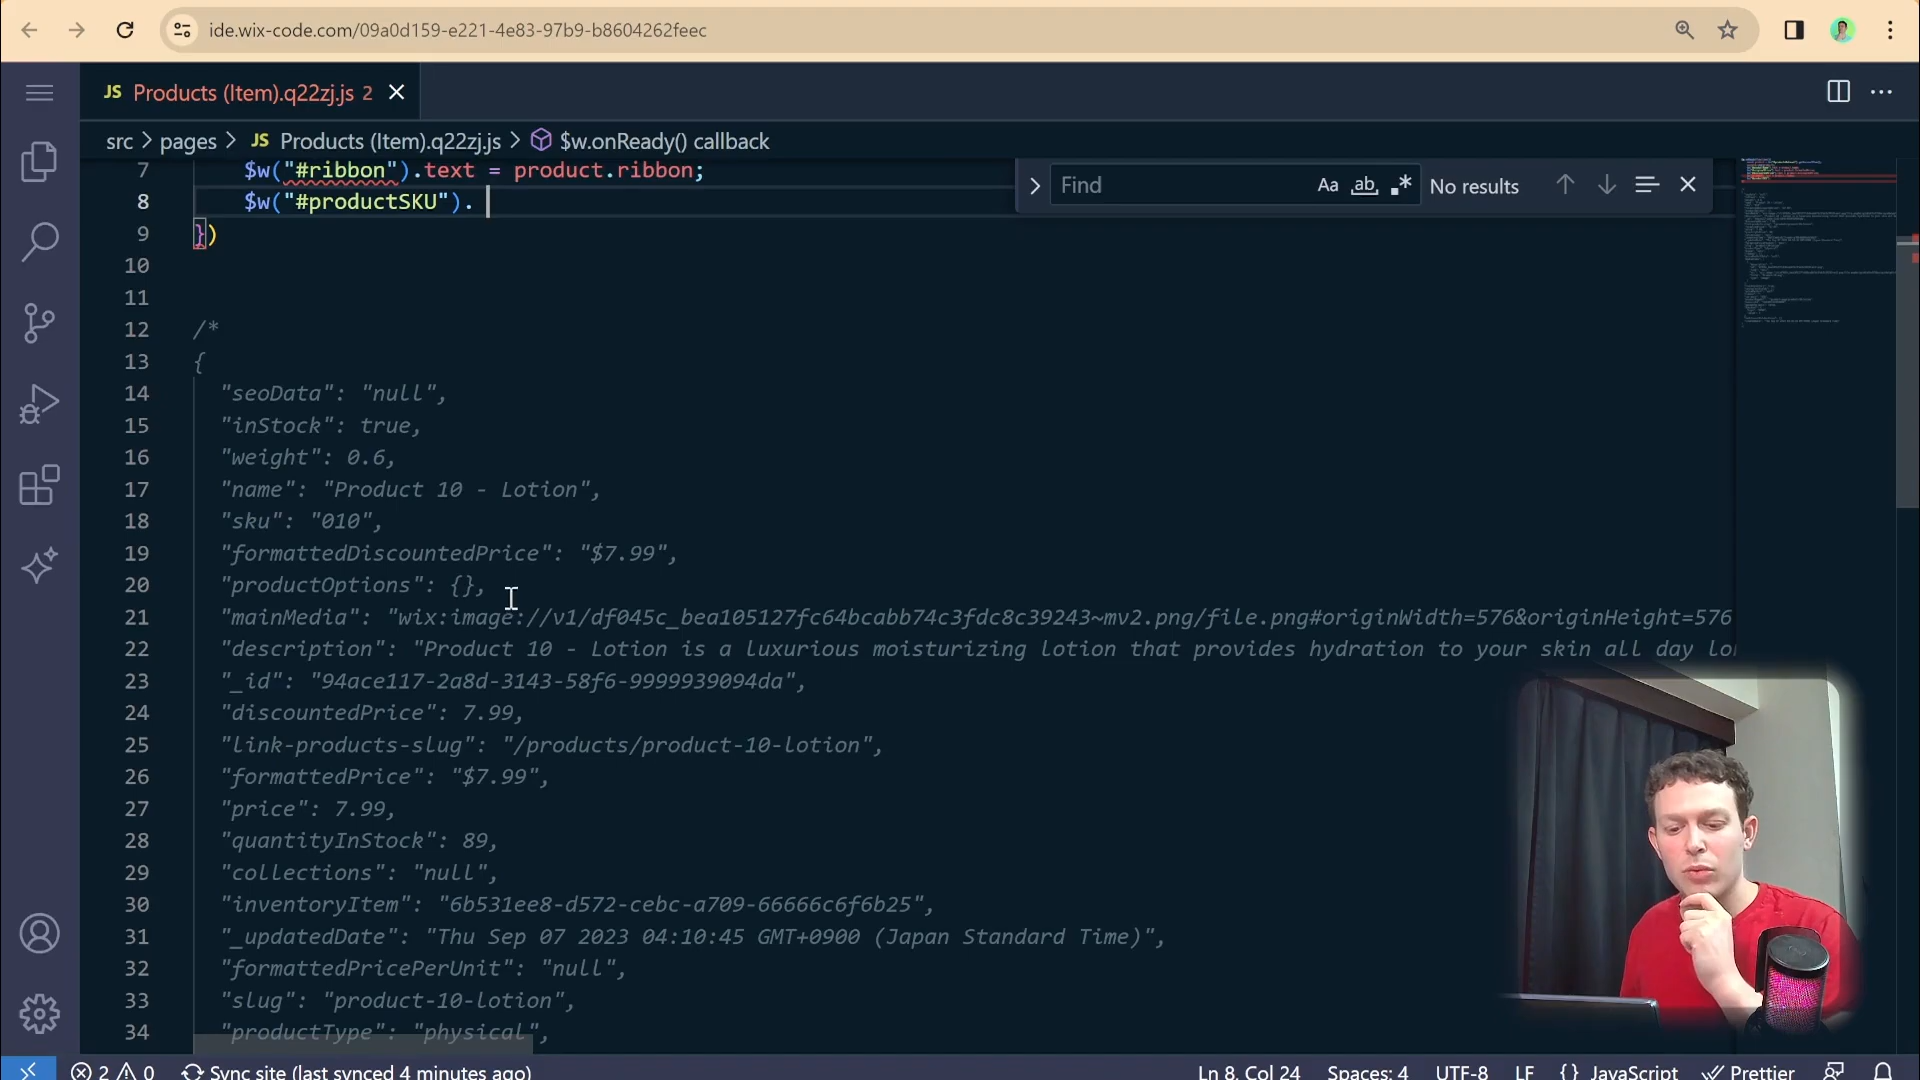 ide.wix-code.com/09a0d159-e221-4e83-97b9-b8604262feec
JS Products (Item).q22zj.js 2
src > pages > JS Products (Item).q22zj.js > $w.onReady() callback
Find Aa ab .* No results
7 $w("#ribbon").text = product.ribbon;
8 $w("#productSKU").
9 })
10
11
12 /*
13 {
14 "seoData": "null",
15 "inStock": true,
16 "weight": 0.6,
17 "name": "Product 10 - Lotion",
18 "sku": "010",
19 "formattedDiscountedPrice": "$7.99",
20 "productOptions": {},
21 "mainMedia": "wix:image://v1/df045c_bea105127fc64bcabb74c3fdc8c39243~mv2.png/file.png#originWidth=576&originHeight=576
22 "description": "Product 10 - Lotion is a luxurious moisturizing lotion that provides hydration to your skin all day lo
23 "_id": "94ace117-2a8d-3143-58f6-9999939094da",
24 "discountedPrice": 7.99,
25 "link-products-slug": "/products/product-10-lotion",
26 "formattedPrice": "$7.99",
27 "price": 7.99,
28 "quantityInStock": 89,
29 "collections": "null",
30 "inventoryItem": "6b531ee8-d572-cebc-a709-66666c6f6b25",
31 "_updatedDate": "Thu Sep 07 2023 04:10:45 GMT+0900 (Japan Standard Time)",
32 "formattedPricePerUnit": "null",
33 "slug": "product-10-lotion",
34 "productType": "physical",
2 0 Sync site (last synced 4 minutes ago) Ln 8, Col 24 Spaces: 4 UTF-8 LF {} JavaScript Prettier